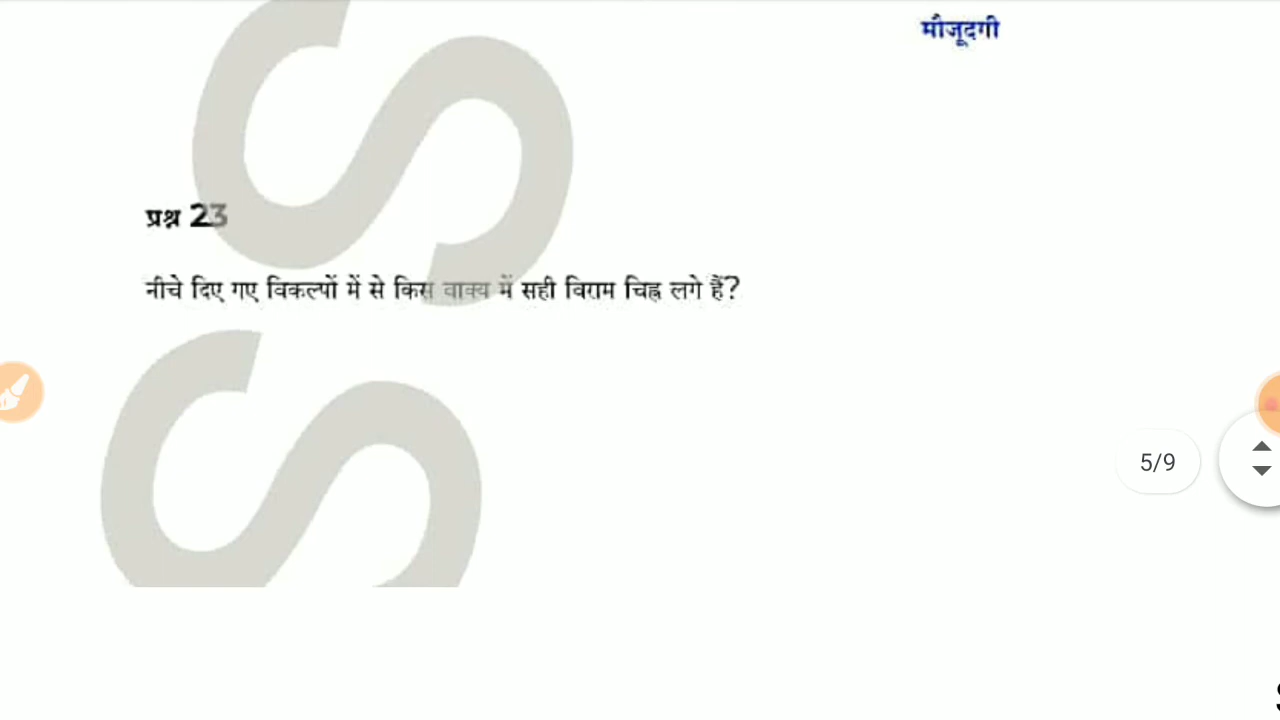 मौजूदगी
प्रश्न 23
नीचे दिए गए विकल्पों में से किस वाक्य में सही विराम चिह्न लगे हैं?
5/9